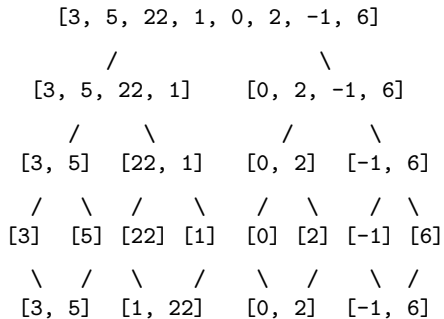 [3, 5, 22, 1, 0, 2, -1, 6]
/ \
[3, 5, 22, 1] [0, 2, -1, 6]
/ \ / \
[3, 5] [22, 1] [0, 2] [-1, 6]
/ \ / \ / \ / \
[3] [5] [22] [1] [0] [2] [-1] [6]
\ / \ / \ / \ /
[3, 5] [1, 22] [0, 2] [-1, 6]